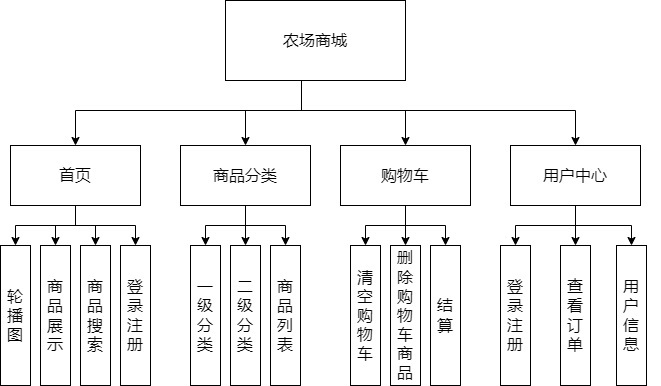 农场商城
首页
商品分类
购物车
用户中心
轮播图
商品展示
商品搜索
登录注册
一级分类
二级分类
商品列表
清空购物车
删除购物车商品
结算
登录注册
查看订单
用户信息